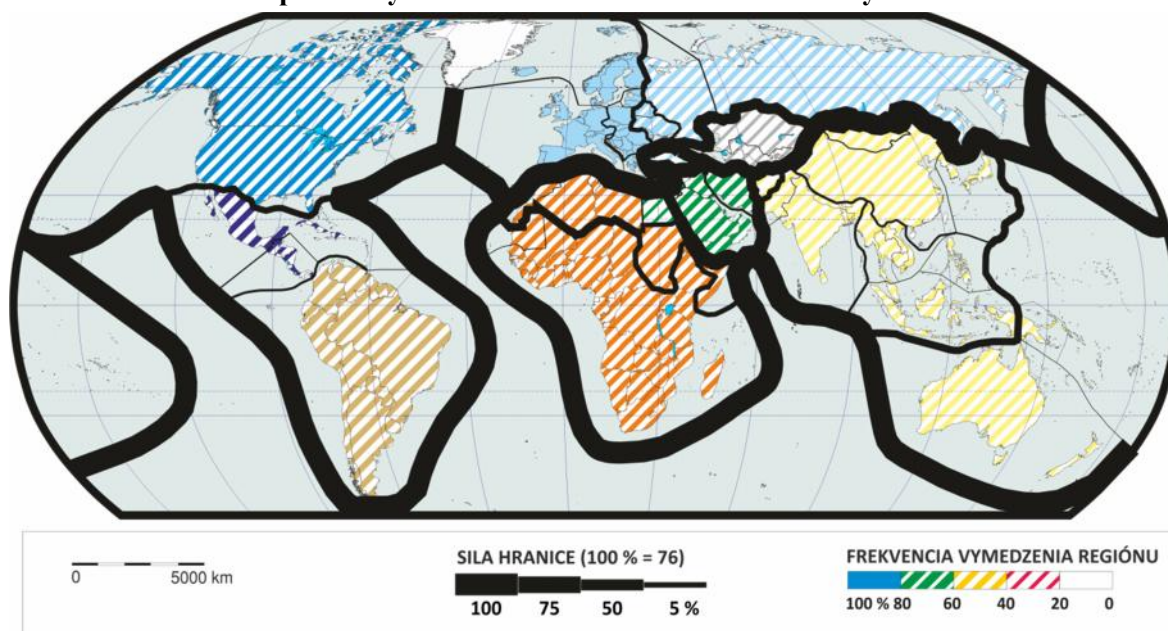 0 5000 km
SILA HRANICE (100 % = 76)
100 75 50 5 %
FREKVENCIA VYMEDZENIA REGIÓNU
100 % 80 60 40 20 0